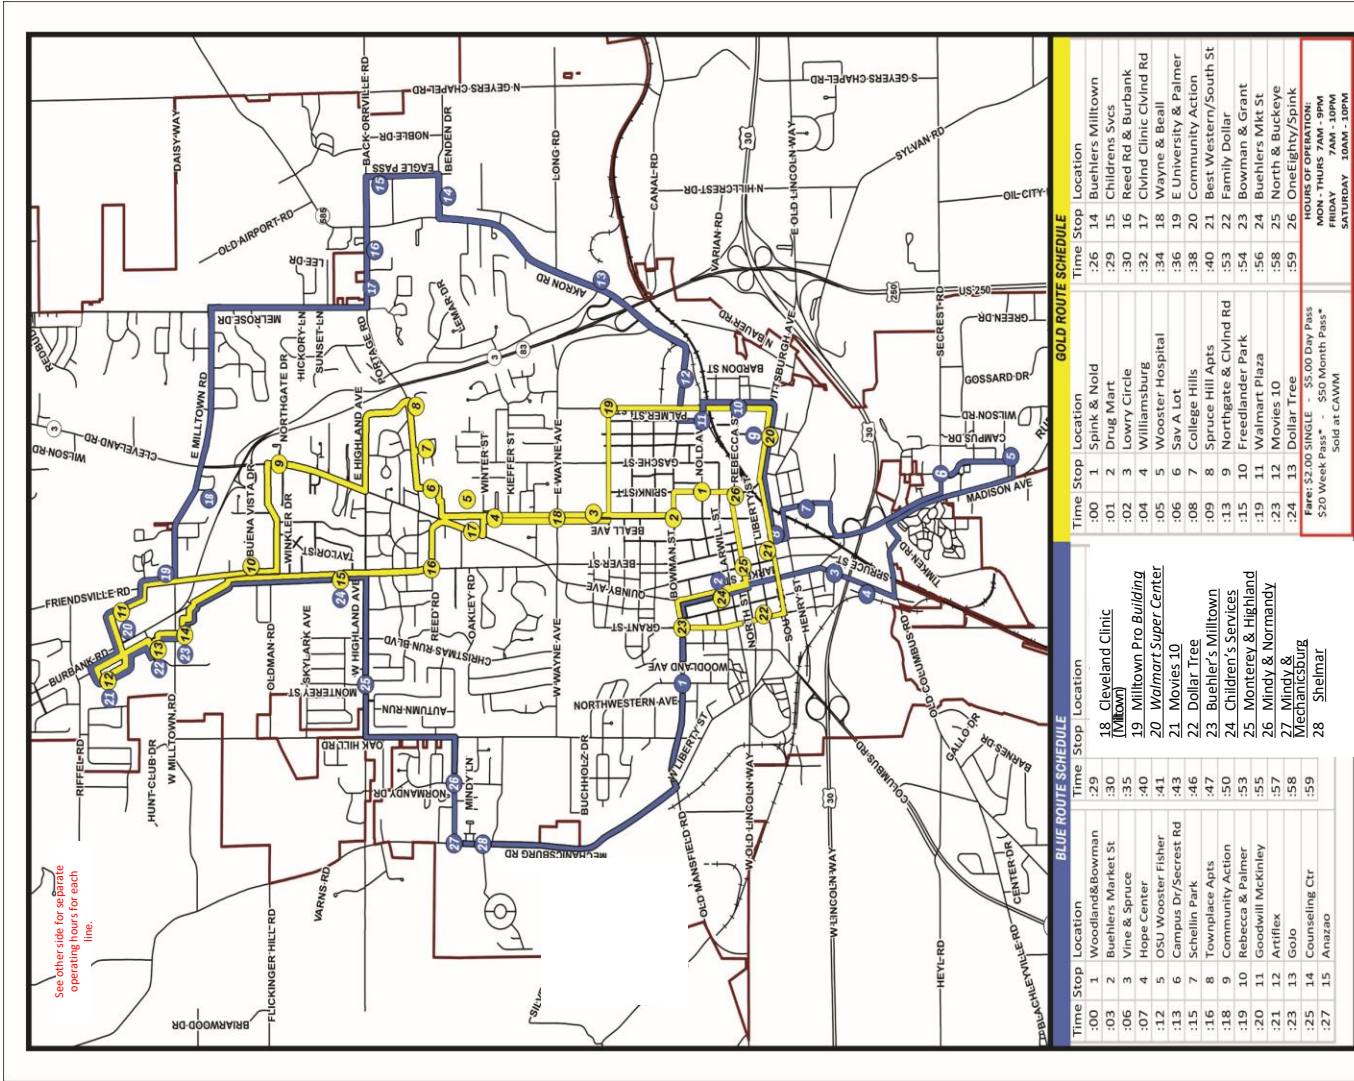 See other side for separate
operating hours for each
line.
BRIARWOOD DR
FLICKINGER HILL RD
VARNS RD
RIFFEL RD
HUNT CLUB DR
W MILLTOWN RD
BURBANK RD
FRIENDSVILLE RD
OLDMAN RD
SKYLARK AVE
MONTEREY ST
W HIGHLAND AVE
OAK HILL RD
AUTUMN RUN
NORMANDY DR
MINDY LN
MECHANICSBURG RD
BUCHHOLZ DR
NORTHWESTERN AVE
W WAYNE AVE
CHRISTMAS RUN BLVD
OAKLEY RD
REED RD
TAYLOR ST
WINKLER DR
BUENA VISTA DR
NORTHGATE DR
E HIGHLAND AVE
E MILLTOWN RD
CLEVELAND RD
WILSON RD
MELROSE DR
HICKORY LN
SUNSET LN
PORTAGE RD
LEE DR
OLD AIRPORT RD
585
DAISY WAY
BACK ORRVILLE RD
NOBLE DR
EAGLE PASS
BENDEN DR
N GEYERS CHAPEL RD
S GEYERS CHAPEL RD
LEMAR DR
3
83
AKRON RD
LONG RD
CANAL RD
N HILLCREST DR
VARIAN RD
30
E OLD LINCOLN WAY
SYLVAN RD
N BAUER RD
BARDON ST
PALMER ST
GASCHE ST
SPINK ST
NOLD AVE
REBECCA ST
WINTER ST
KIEFFER ST
E WAYNE AVE
BEALL AVE
BEVER ST
QUINBY AVE
BOWMAN ST
LARWILL ST
LIBERTY ST
GRANT ST
NORTH ST
HENRY ST
SPRUCE ST
WOODLAND AVE
W LIBERTY ST
OLD MANSFIELD RD
W OLD LINCOLN WAY
W LINCOLN WAY
COLUMBUS RD
OLD COLUMBUS RD
TIMKEN RD
MADISON AVE
CAMPUS DR
WILSON RD
GOSSARD DR
GREEN DR
US 250
250
SECREST RD
GALLO DR
BARNES DR
CENTER DR
HEYL RD
BLACHLEYVILLE RD
BLUE ROUTE SCHEDULE
Time Stop Location
:00 1 Woodland&Bowman
:03 2 Buehlers Market St
:06 3 Vine & Spruce
:07 4 Hope Center
:12 5 OSU Wooster Fisher
:13 6 Campus Dr/Secrest Rd
:15 7 Schellin Park
:16 8 Townplace Apts
:18 9 Community Action
:19 10 Rebecca & Palmer
:20 11 Goodwill McKinley
:21 12 Artiflex
:23 13 GoJo
:25 14 Counseling Ctr
:27 15 Anazao
Time Stop Location
:29
:30
:35
:40
:41
:43
:46
:47
:50
:53
:55
:57
:58
:59
18 Cleveland Clinic
(Milltown)
19 Milltown Pro Building
20 Walmart Super Center
21 Movies 10
22 Dollar Tree
23 Buehler's Milltown
24 Children's Services
25 Monterey & Highland
26 Mindy & Normandy
27 Mindy &
Mechanicsburg
28 Shelmar
GOLD ROUTE SCHEDULE
Time Stop Location
:00 1 Spink & Nold
:01 2 Drug Mart
:02 3 Lowry Circle
:04 4 Williamsburg
:05 5 Wooster Hospital
:06 6 Sav A Lot
:08 7 College Hills
:09 8 Spruce Hill Apts
:13 9 Northgate & Clvlnd Rd
:15 10 Freedlander Park
:19 11 Walmart Plaza
:23 12 Movies 10
:24 13 Dollar Tree
Time Stop Location
:26 14 Buehlers Milltown
:29 15 Childrens Svcs
:30 16 Reed Rd & Burbank
:32 17 Clvlnd Clinic Clvlnd Rd
:34 18 Wayne & Beall
:36 19 E University & Palmer
:38 20 Community Action
:40 21 Best Western/South St
:53 22 Family Dollar
:54 23 Bowman & Grant
:56 24 Buehlers Mkt St
:58 25 North & Buckeye
:59 26 OneEighty/Spink
Fare: $2.00 SINGLE - $5.00 Day Pass
$20 Week Pass* - $50 Month Pass*
Sold at CAWM
HOURS OF OPERATION:
MON - THURS 7AM - 9PM
FRIDAY 7AM - 10PM
SATURDAY 10AM - 10PM